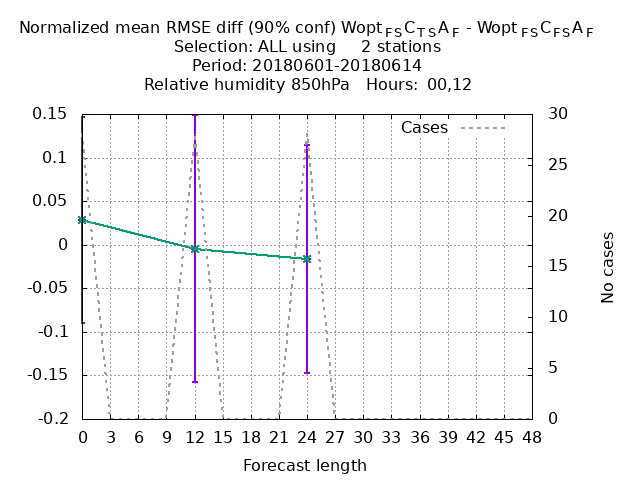 Normalized mean RMSE diff (90% conf) Wopt FS C T S A F - Wopt FS C F S A F
Selection: ALL using 2 stations
Period: 20180601-20180614
Relative humidity 850hPa Hours: 00,12
Cases
0.15
0.1
0.05
0
-0.05
-0.1
-0.15
-0.2
30
25
20
15
10
5
0
No cases
0 3 6 9 12 15 18 21 24 27 30 33 36 39 42 45 48
Forecast length